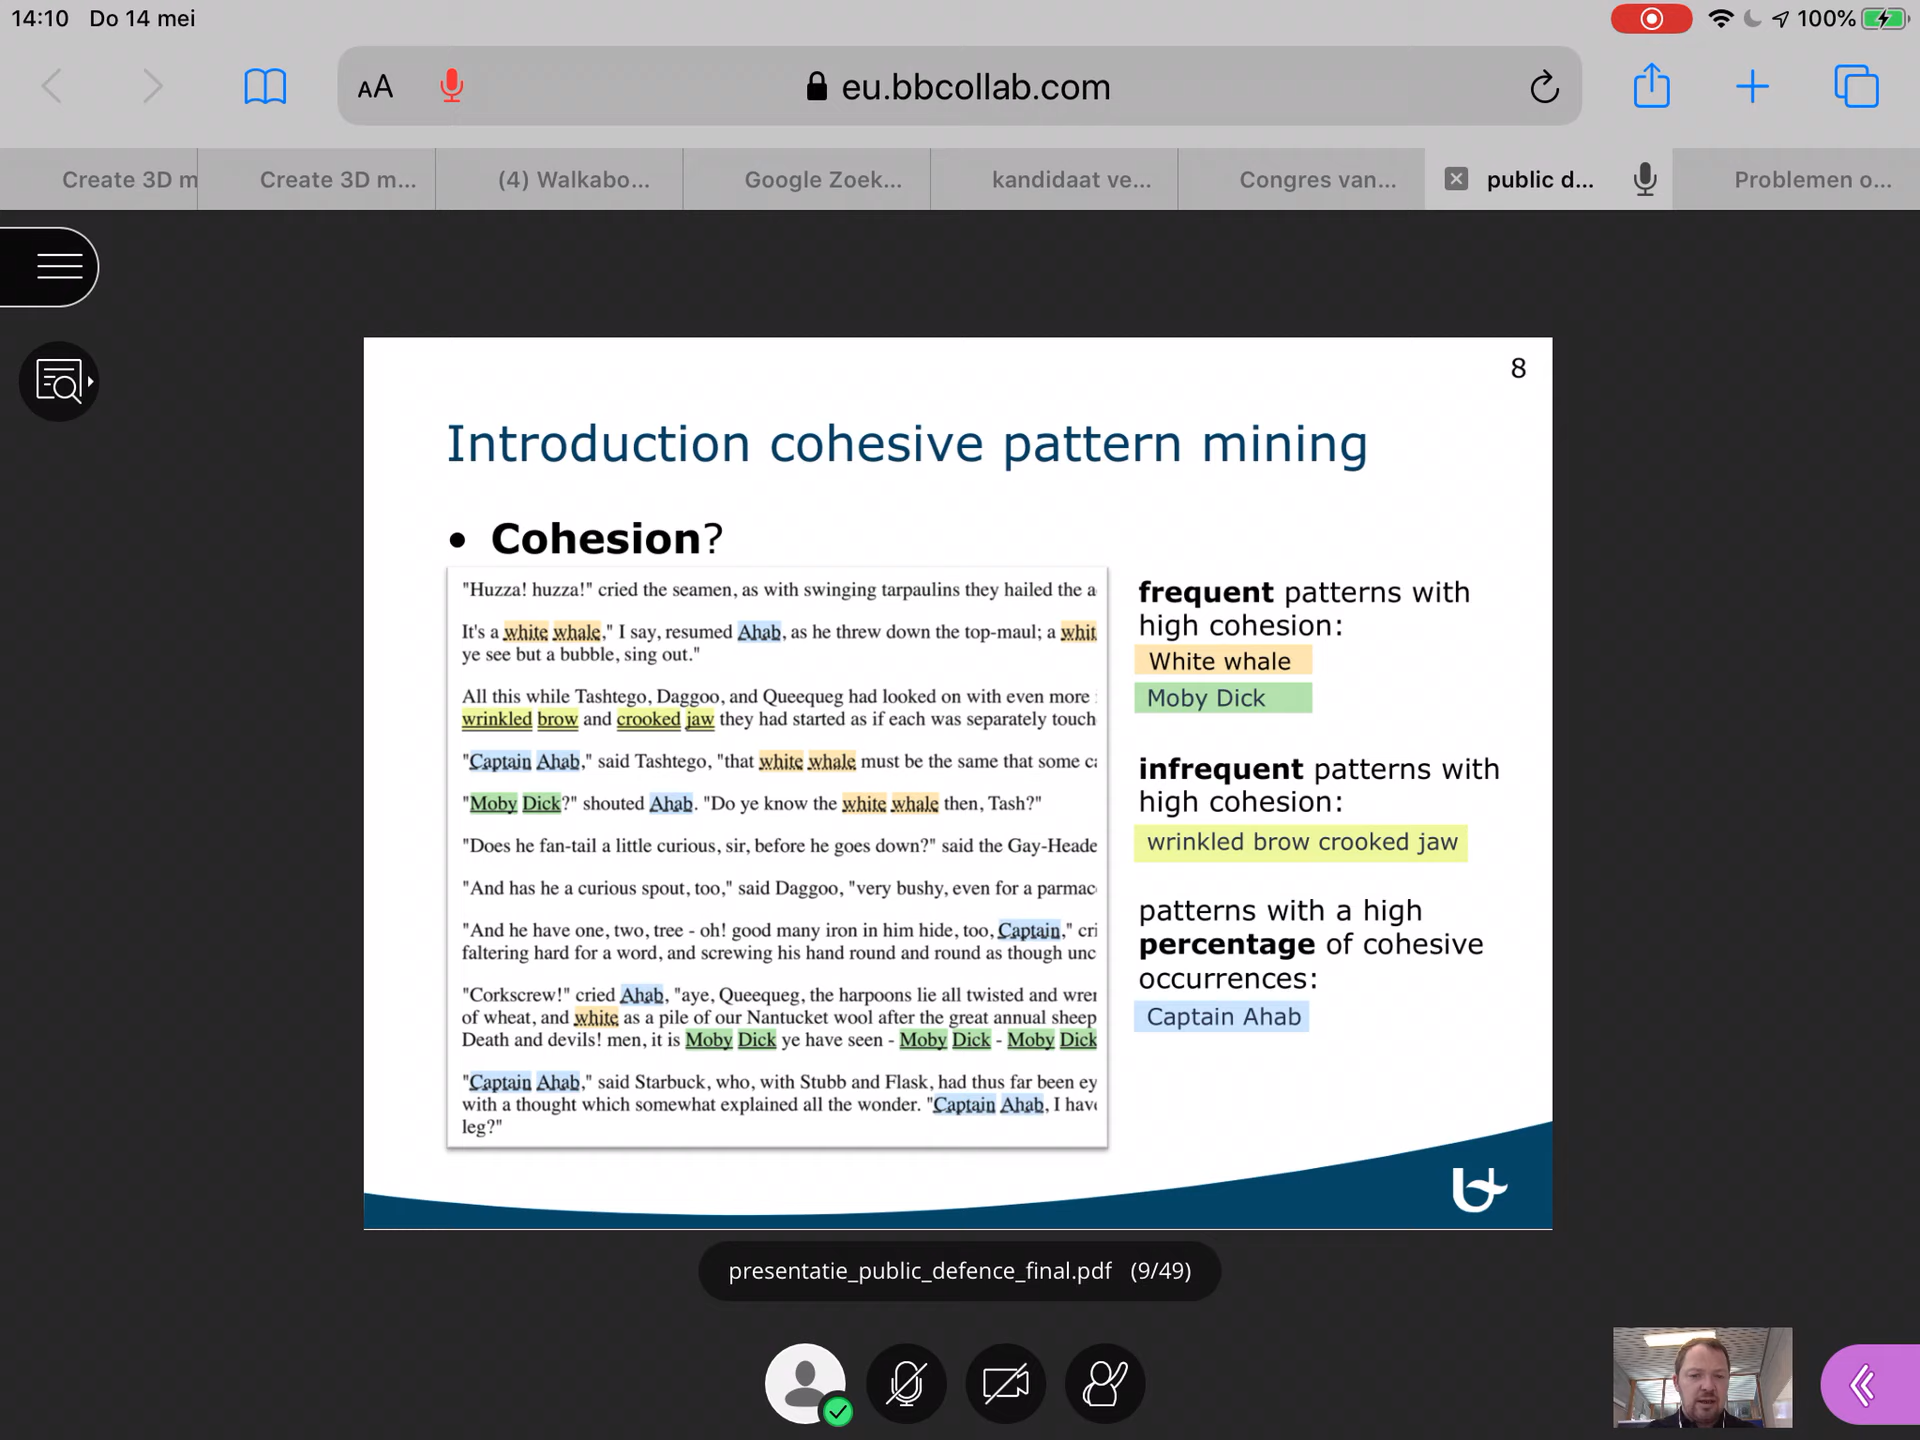 14:10 Do 14 mei
100%
AA
eu.bbcollab.com
Create 3D m
Create 3D m...
(4) Walkabo...
Google Zoek...
kandidaat ve...
Congres van...
public d...
Problemen o...
8
Introduction cohesive pattern mining
• Cohesion?
"Huzza! huzza!" cried the seamen, as with swinging tarpaulins they hailed the a
It's a white whale," I say, resumed Ahab, as he threw down the top-maul; a whit
ye see but a bubble, sing out."
All this while Tashtego, Daggoo, and Queequeg had looked on with even more
wrinkled brow and crooked jaw they had started as if each was separately touch
"Captain Ahab," said Tashtego, "that white whale must be the same that some ca
"Moby Dick?" shouted Ahab. "Do ye know the white whale then, Tash?"
"Does he fan-tail a little curious, sir, before he goes down?" said the Gay-Heade
"And has he a curious spout, too," said Daggoo, "very bushy, even for a parmac
"And he have one, two, tree - oh! good many iron in him hide, too, Captain," cri
faltering hard for a word, and screwing his hand round and round as though unc
"Corkscrew!" cried Ahab, "aye, Queequeg, the harpoons lie all twisted and wren
of wheat, and white as a pile of our Nantucket wool after the great annual sheep
Death and devils! men, it is Moby Dick ye have seen - Moby Dick - Moby Dick
"Captain Ahab," said Starbuck, who, with Stubb and Flask, had thus far been ey
with a thought which somewhat explained all the wonder. "Captain Ahab, I have
leg?"
frequent patterns with
high cohesion:
White whale
Moby Dick
infrequent patterns with
high cohesion:
wrinkled brow crooked jaw
patterns with a high
percentage of cohesive
occurrences:
Captain Ahab
presentatie_public_defence_final.pdf (9/49)